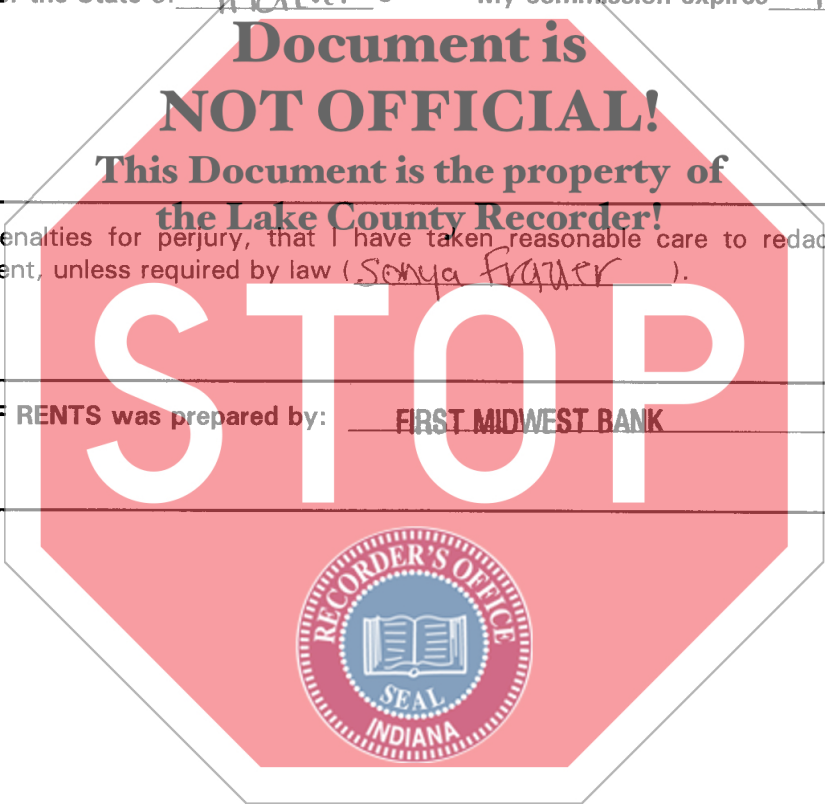 Document is
NOT OFFICIAL!
This Document is the property of
the Lake County Recorder!
enalties for perjury, that I have taken reasonable care to redac
ent, unless required by law (Sonya Frazier).
STOP
F RENTS was prepared by: FIRST MIDWEST BANK
RECORDER'S OFFICE
SEAL
INDIANA